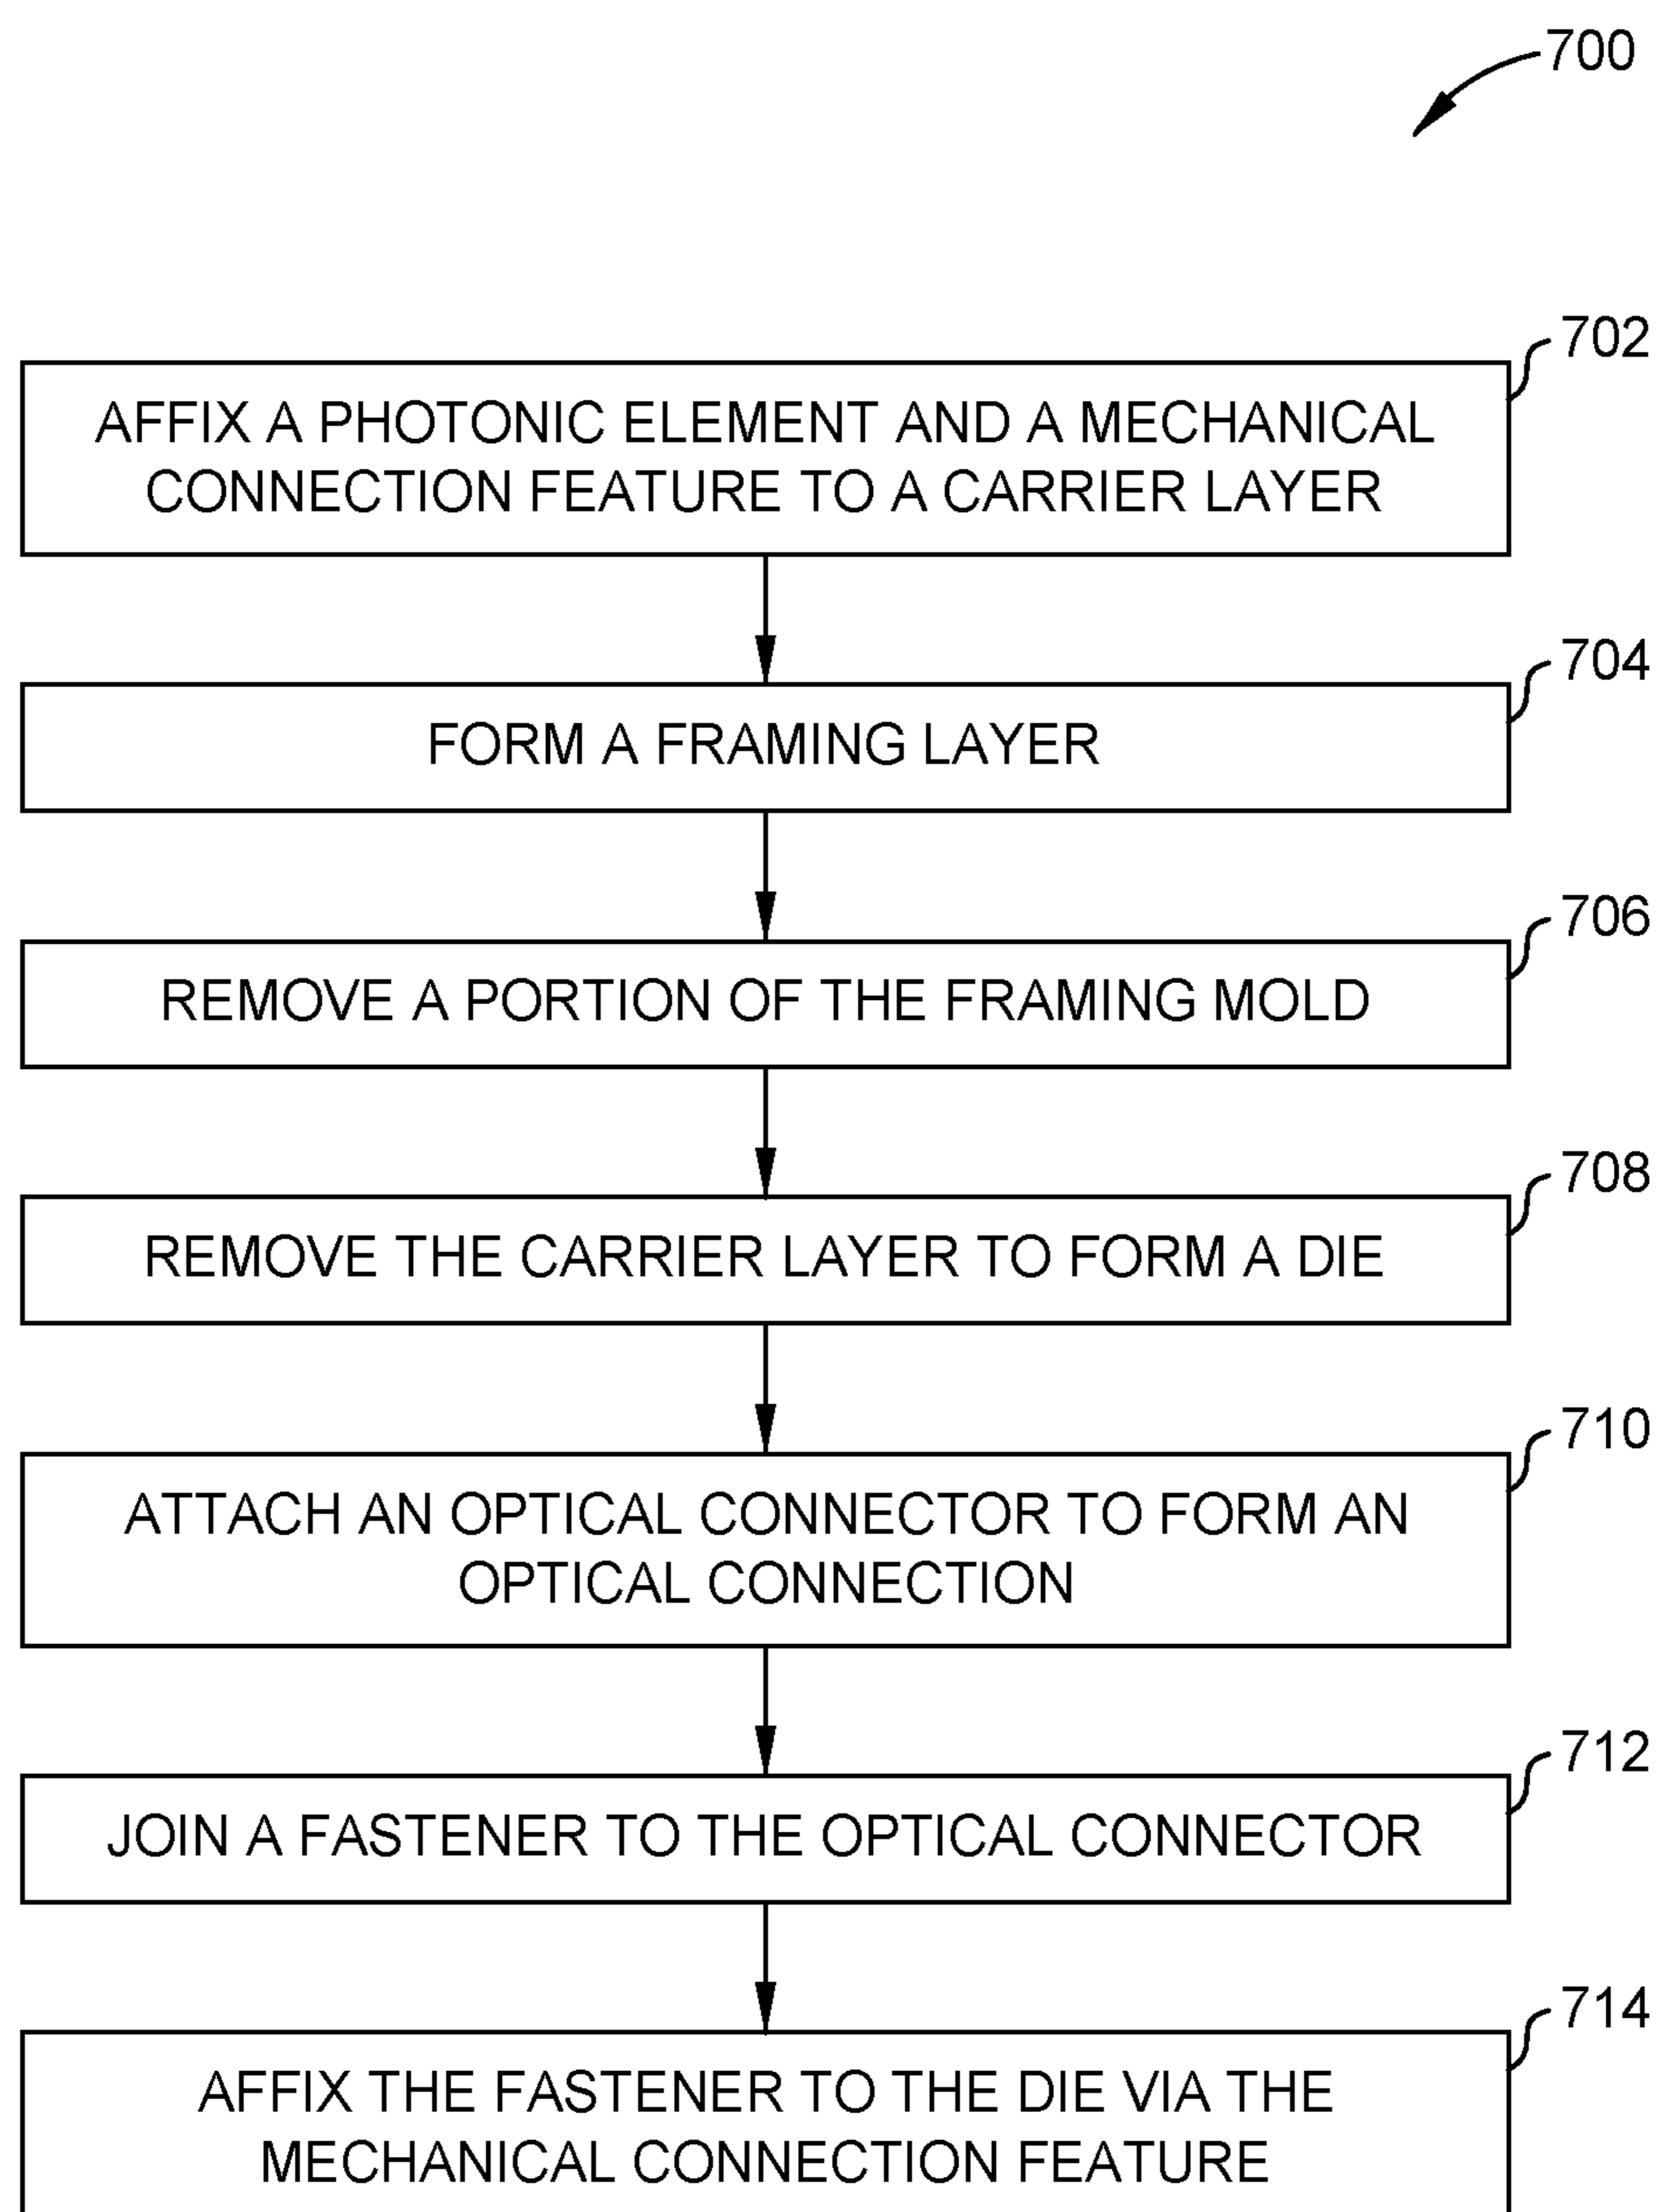 700
702
AFFIX A PHOTONIC ELEMENT AND A MECHANICAL
CONNECTION FEATURE TO A CARRIER LAYER
704
FORM A FRAMING LAYER
706
REMOVE A PORTION OF THE FRAMING MOLD
708
REMOVE THE CARRIER LAYER TO FORM A DIE
710
ATTACH AN OPTICAL CONNECTOR TO FORM AN
OPTICAL CONNECTION
712
JOIN A FASTENER TO THE OPTICAL CONNECTOR
714
AFFIX THE FASTENER TO THE DIE VIA THE
MECHANICAL CONNECTION FEATURE